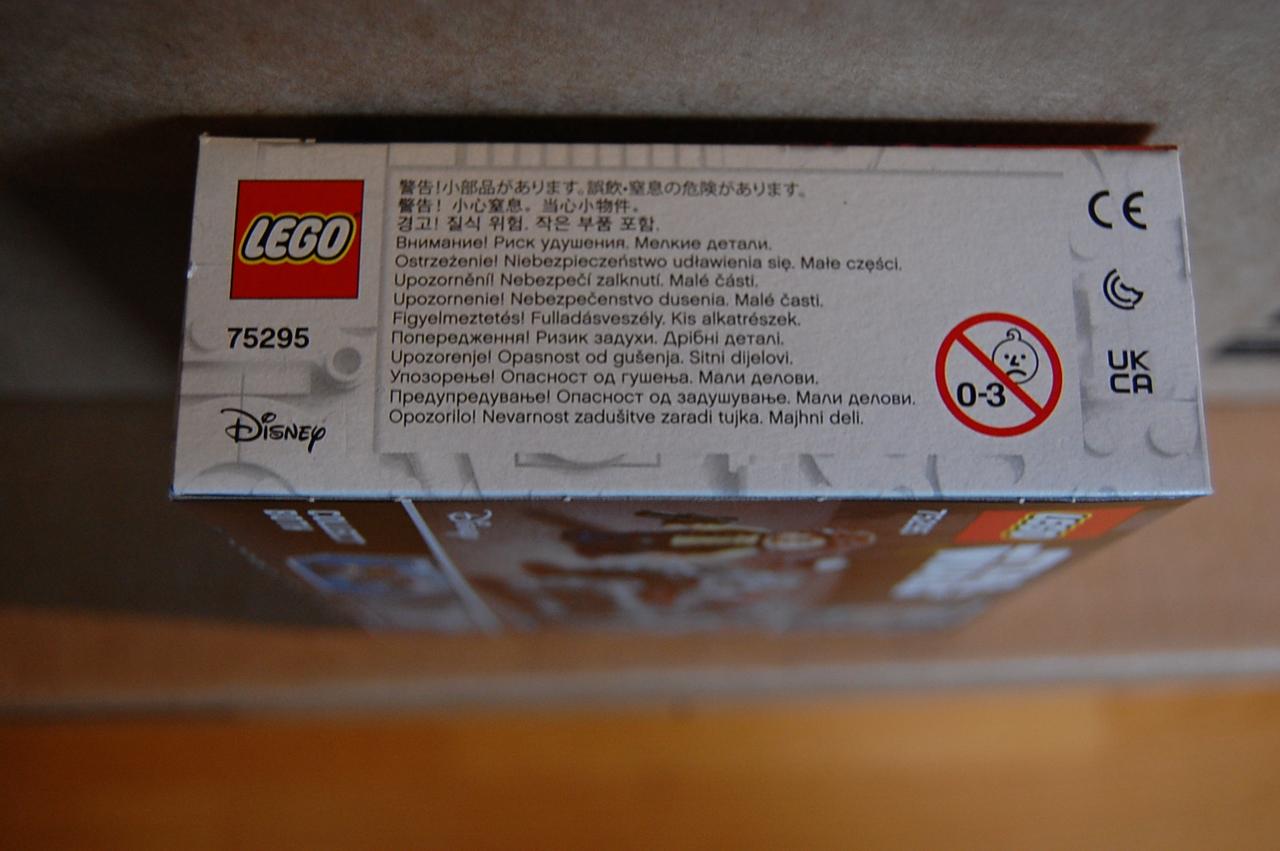 LEGO
75295
Disney
警告!小部品があります。誤飲・窒息の危険があります。
警告! 小心窒息。当心小物件。
경고! 질식 위험. 작은 부품 포함.
Внимание! Риск удушения. Мелкие детали.
Ostrzeżenie! Niebezpieczeństwo udławienia się. Małe części.
Upozornění! Nebezpečí zalknutí. Malé části.
Upozornenie! Nebezpečenstvo dusenia. Malé časti.
Figyelmeztetés! Fulladásveszély. Kis alkatrészek.
Попередження! Ризик задухи. Дрібні деталі.
Upozorenje! Opasnost od gušenja. Sitni dijelovi.
Упозорење! Опасност од гушења. Мали делови.
Предупредување! Опасност од задушување. Мали делови.
Opozorilo! Nevarnost zadušitve zaradi tujka. Majhni deli.
0-3
CE
UK
CA
Disney
75295
LEGO